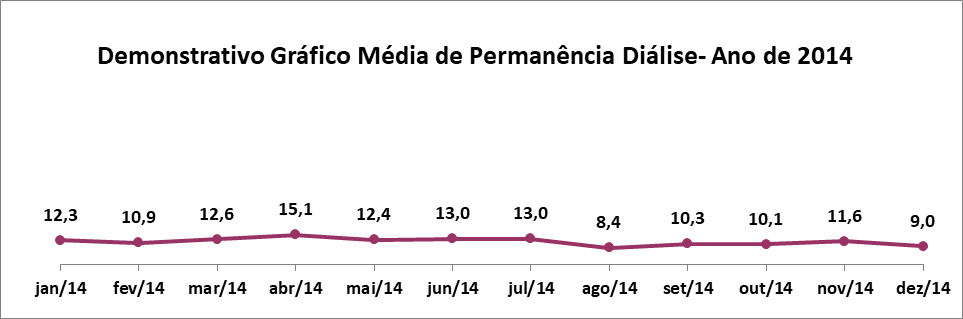 Demonstrativo Gráfico Média de Permanência Diálise- Ano de 2014
12,3 10,9 12,6 15,1 12,4 13,0 13,0 8,4 10,3 10,1 11,6 9,0
jan/14 fev/14 mar/14 abr/14 mai/14 jun/14 jul/14 ago/14 set/14 out/14 nov/14 dez/14